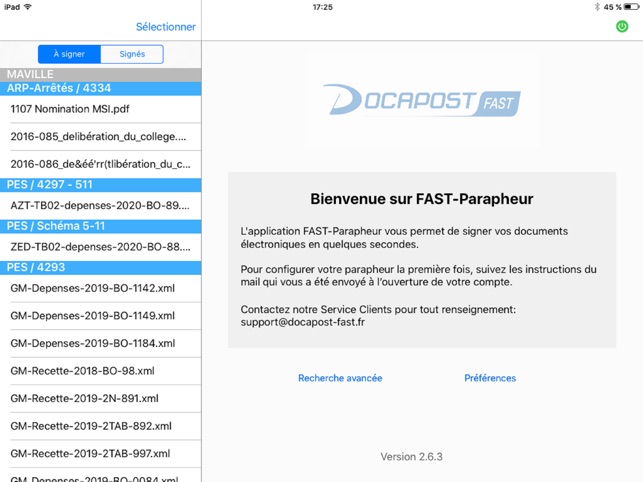 iPad 17:25 45 %
Sélectionner
À signer Signés
MAVILLE
ARP-Arrêtés / 4334
1107 Nomination MSI.pdf
2016-085_delibération_du_college....
2016-086_de&éé'rr(tlibération_du_c...
PES / 4297 - 511
AZT-TB02-depenses-2020-BO-89....
PES / Schéma 5-11
ZED-TB02-depenses-2020-BO-88....
PES / 4293
GM-Depenses-2019-BO-1142.xml
GM-Depenses-2019-BO-1149.xml
GM-Depenses-2019-BO-1184.xml
GM-Recette-2018-BO-98.xml
GM-Recette-2019-2N-891.xml
GM-Recette-2019-2TAB-892.xml
GM-Recette-2019-2TAB-997.xml
GM-Depenses-2019-BO-0084.xml
DOCAPOST FAST
Bienvenue sur FAST-Parapheur
L'application FAST-Parapheur vous permet de signer vos documents
électroniques en quelques secondes.
Pour configurer votre parapheur la première fois, suivez les instructions du
mail qui vous a été envoyé à l'ouverture de votre compte.
Contactez notre Service Clients pour tout renseignement:
support@docapost-fast.fr
Recherche avancée Préférences
Version 2.6.3